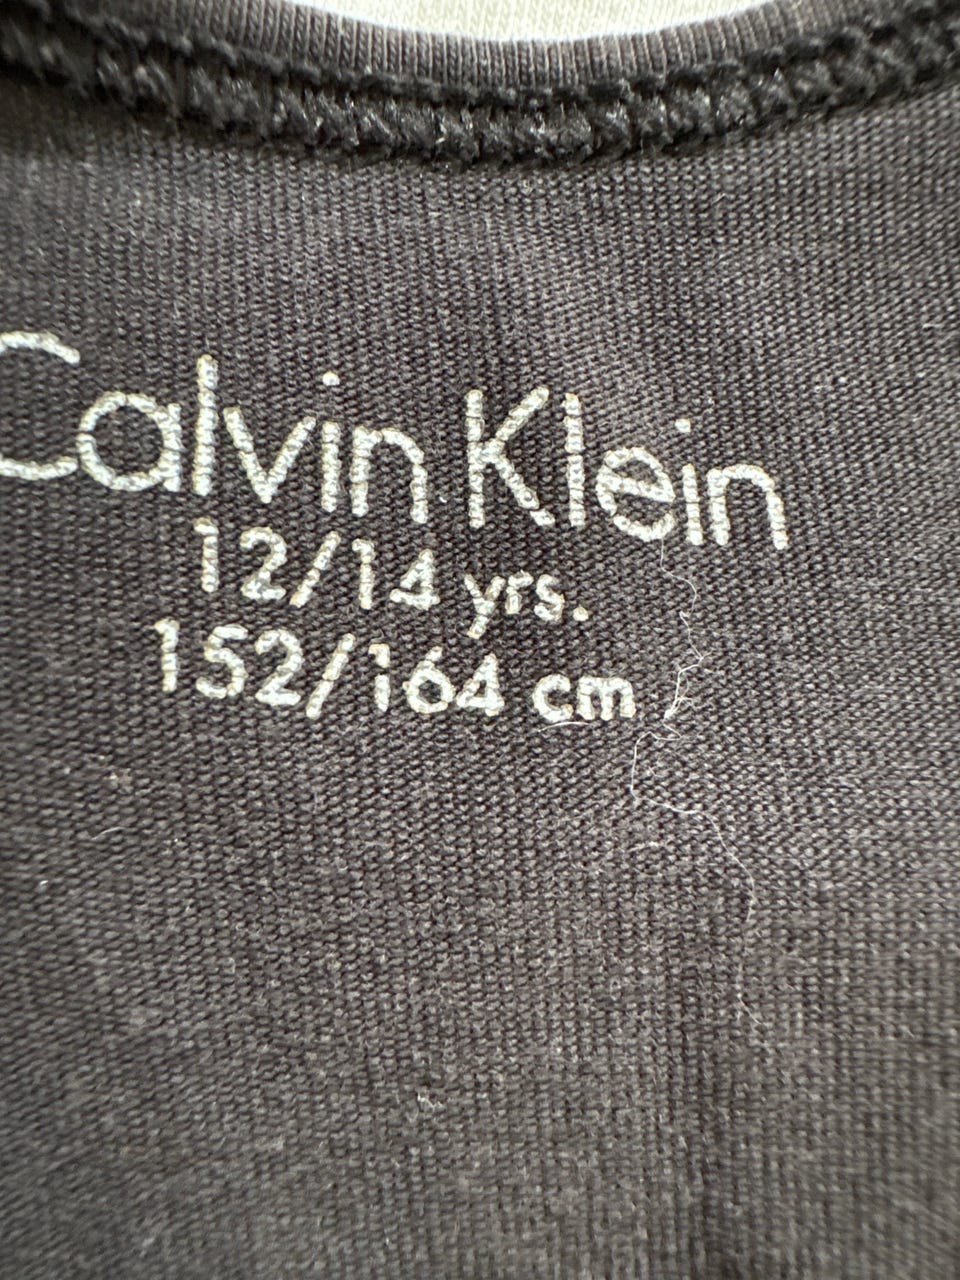 Calvin Klein
12/14 yrs.
152/164 cm